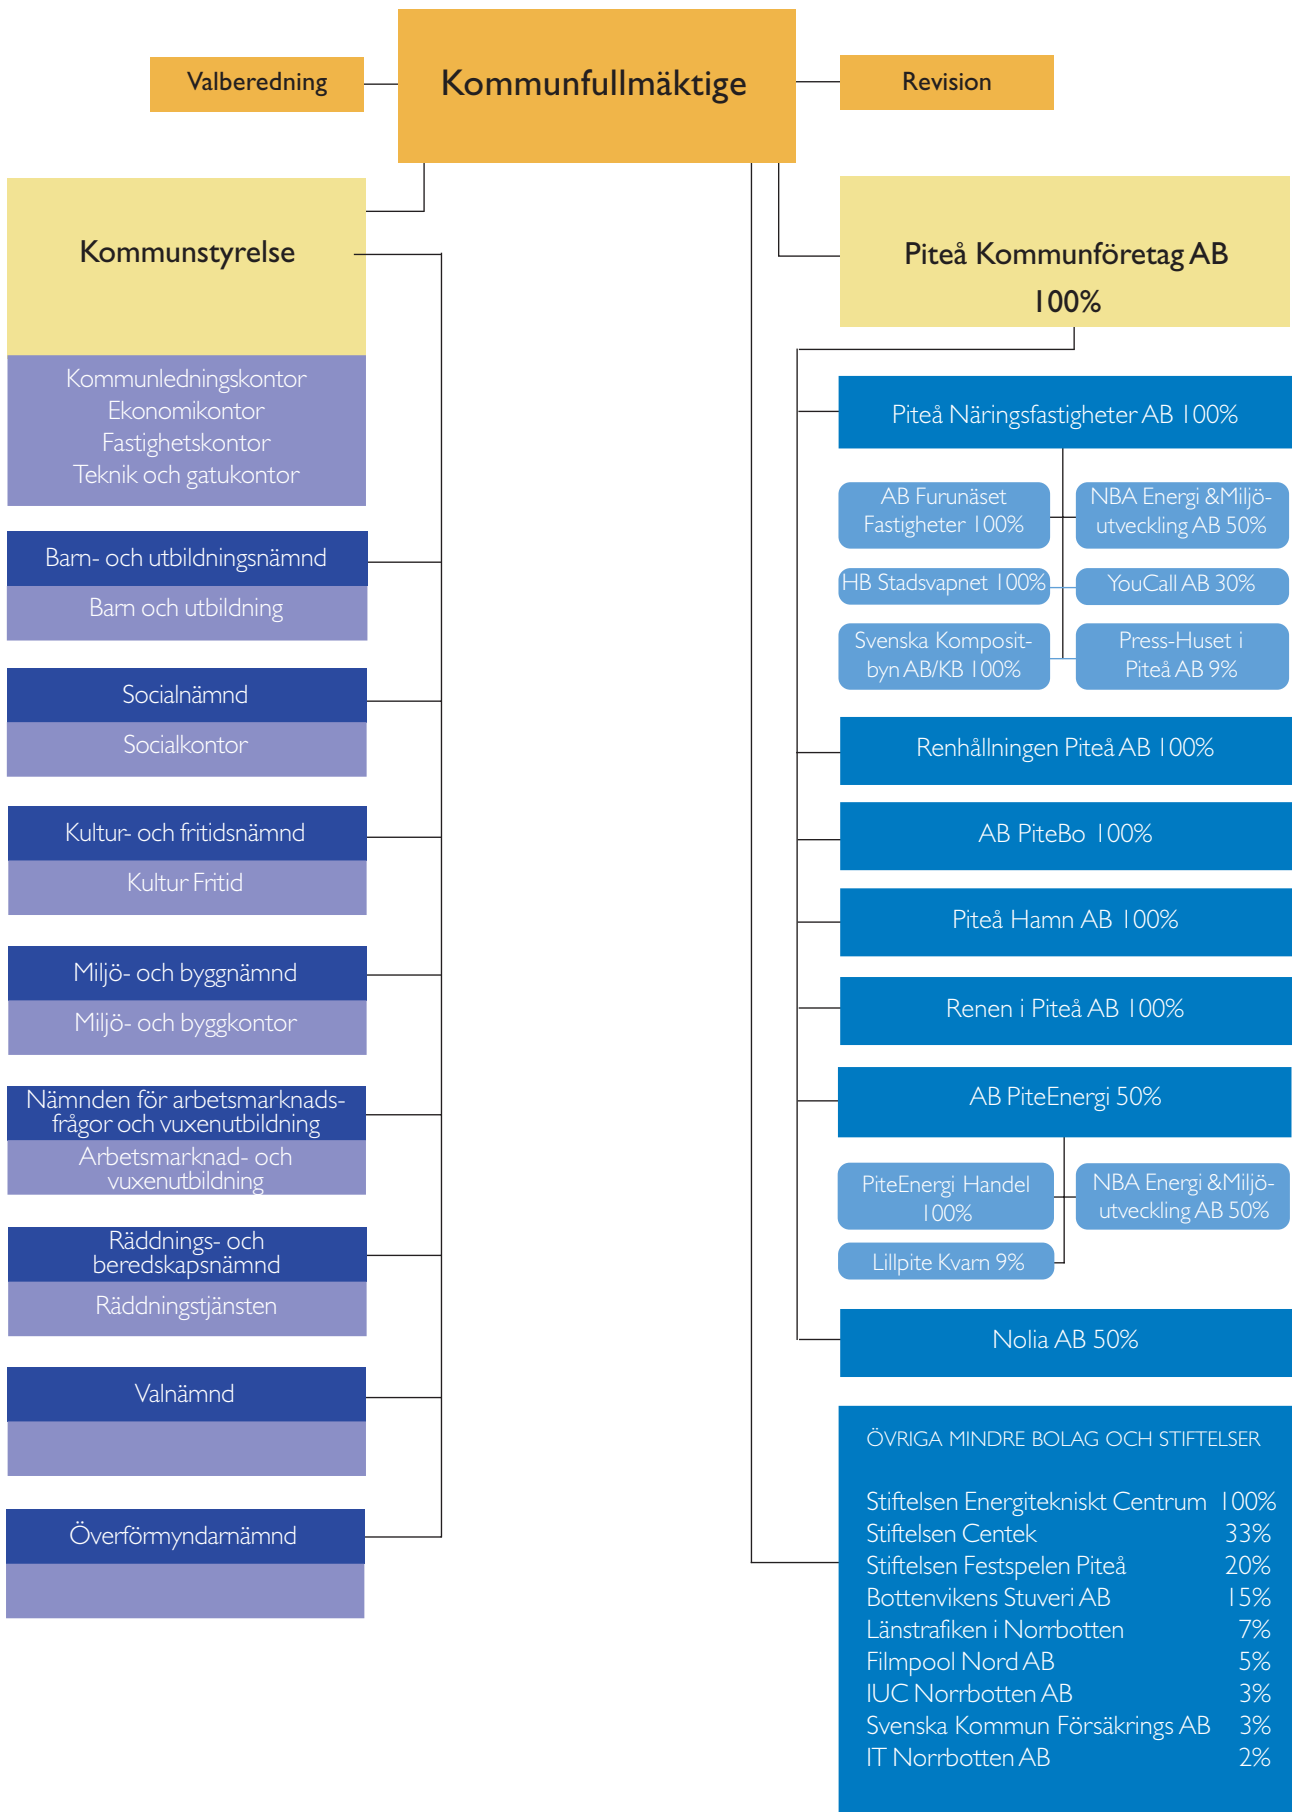 Kommunfullmäktige
Valberedning
Revision
Kommunstyrelse
Kommunledningskontor
Ekonomikontor
Fastighetskontor
Teknik och gatukontor
Barn- och utbildningsnämnd
Barn och utbildning
Socialnämnd
Socialkontor
Kultur- och fritidsnämnd
Kultur Fritid
Miljö- och byggnämnd
Miljö- och byggkontor
Nämnden för arbetsmarknads-
frågor och vuxenutbildning
Arbetsmarknad- och
vuxenutbildning
Räddnings- och
beredskapsnämnd
Räddningstjänsten
Valnämnd
Överförmyndarnämnd
Piteå Kommunföretag AB
100%
Piteå Näringsfastigheter AB 100%
AB Furunäset
Fastigheter 100%
NBA Energi &Miljö-
utveckling AB 50%
HB Stadsvapnet 100%
YouCall AB 30%
Svenska Komposit-
byn AB/KB 100%
Press-Huset i
Piteå AB 9%
Renhållningen Piteå AB 100%
AB PiteBo 100%
Piteå Hamn AB 100%
Renen i Piteå AB 100%
AB PiteEnergi 50%
PiteEnergi Handel
100%
NBA Energi &Miljö-
utveckling AB 50%
Lillpite Kvarn 9%
Nolia AB 50%
ÖVRIGA MINDRE BOLAG OCH STIFTELSER
Stiftelsen Energitekniskt Centrum 100%
Stiftelsen Centek 33%
Stiftelsen Festspelen Piteå 20%
Bottenvikens Stuveri AB 15%
Länstrafiken i Norrbotten 7%
Filmpool Nord AB 5%
IUC Norrbotten AB 3%
Svenska Kommun Försäkrings AB 3%
IT Norrbotten AB 2%